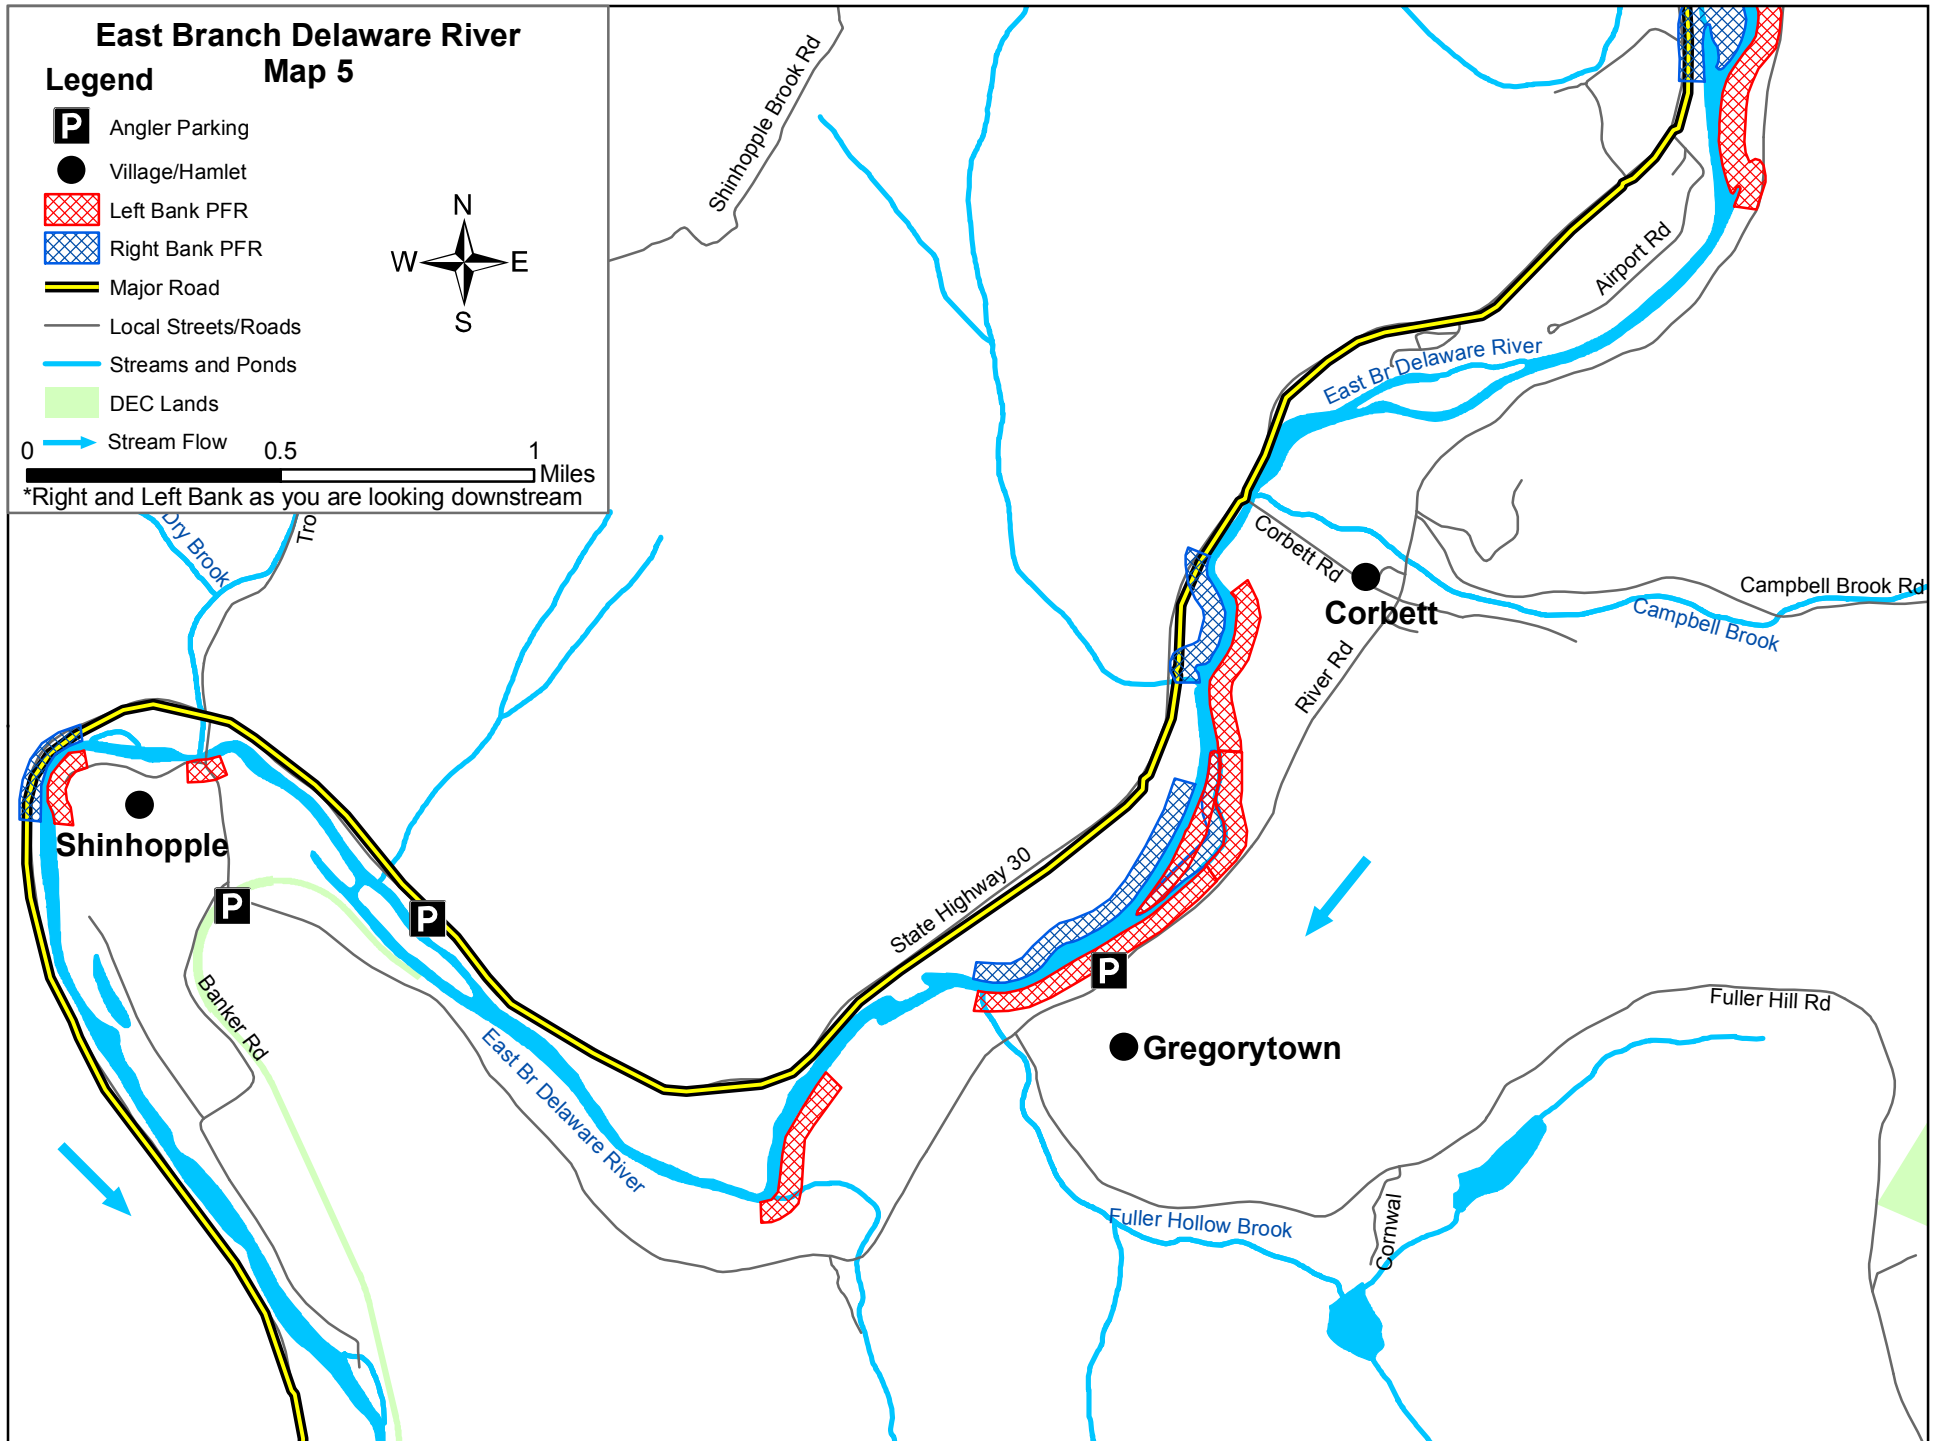 East Branch Delaware River
Map 5
Legend
P Angler Parking
Village/Hamlet
Left Bank PFR
Right Bank PFR
Major Road
Local Streets/Roads
Streams and Ponds
DEC Lands
Stream Flow
N
W E
S
0 0.5 1
Miles
*Right and Left Bank as you are looking downstream
Shinhopple Brook Rd
Airport Rd
East Br Delaware River
Dry Brook
Tro
Corbett Rd
Corbett
Campbell Brook Rd
Campbell Brook
River Rd
Shinhopple
P
P
State Highway 30
P
Banker Rd
Gregorytown
Fuller Hill Rd
East Br Delaware River
Fuller Hollow Brook
Cornwal